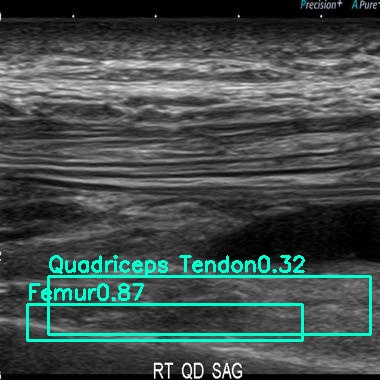 Precision+ A Pure+
Quadriceps Tendon0.32
Femur0.87
RT QD SAG